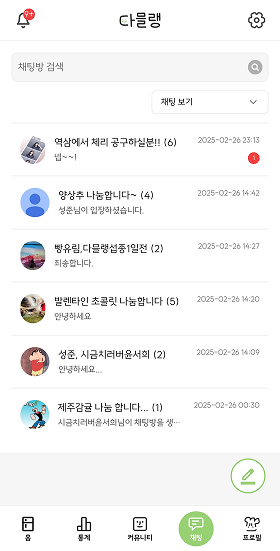 9+
다믈랭
채팅방 검색
채팅 보기
역삼에서 체리 공구하실분!! (6)
2025-02-26 23:13
넵~~!
1
양상추 나눔합니다~ (4)
2025-02-26 14:42
성준님이 입장하셨습니다.
빵유림,다믈랭섭종1일전 (2)
2025-02-26 14:27
죄송합니다.
발렌타인 초콜릿 나눔합니다 (5)
2025-02-26 14:20
안녕하세요
성준, 시금치러버윤서희 (2)
2025-02-26 14:09
안녕하세요...
제주감귤 나눔 합니다... (1)
2025-02-26 00:30
시금치러버윤서희님이 채팅방을 생…
홈
통계
커뮤니티
채팅
프로필